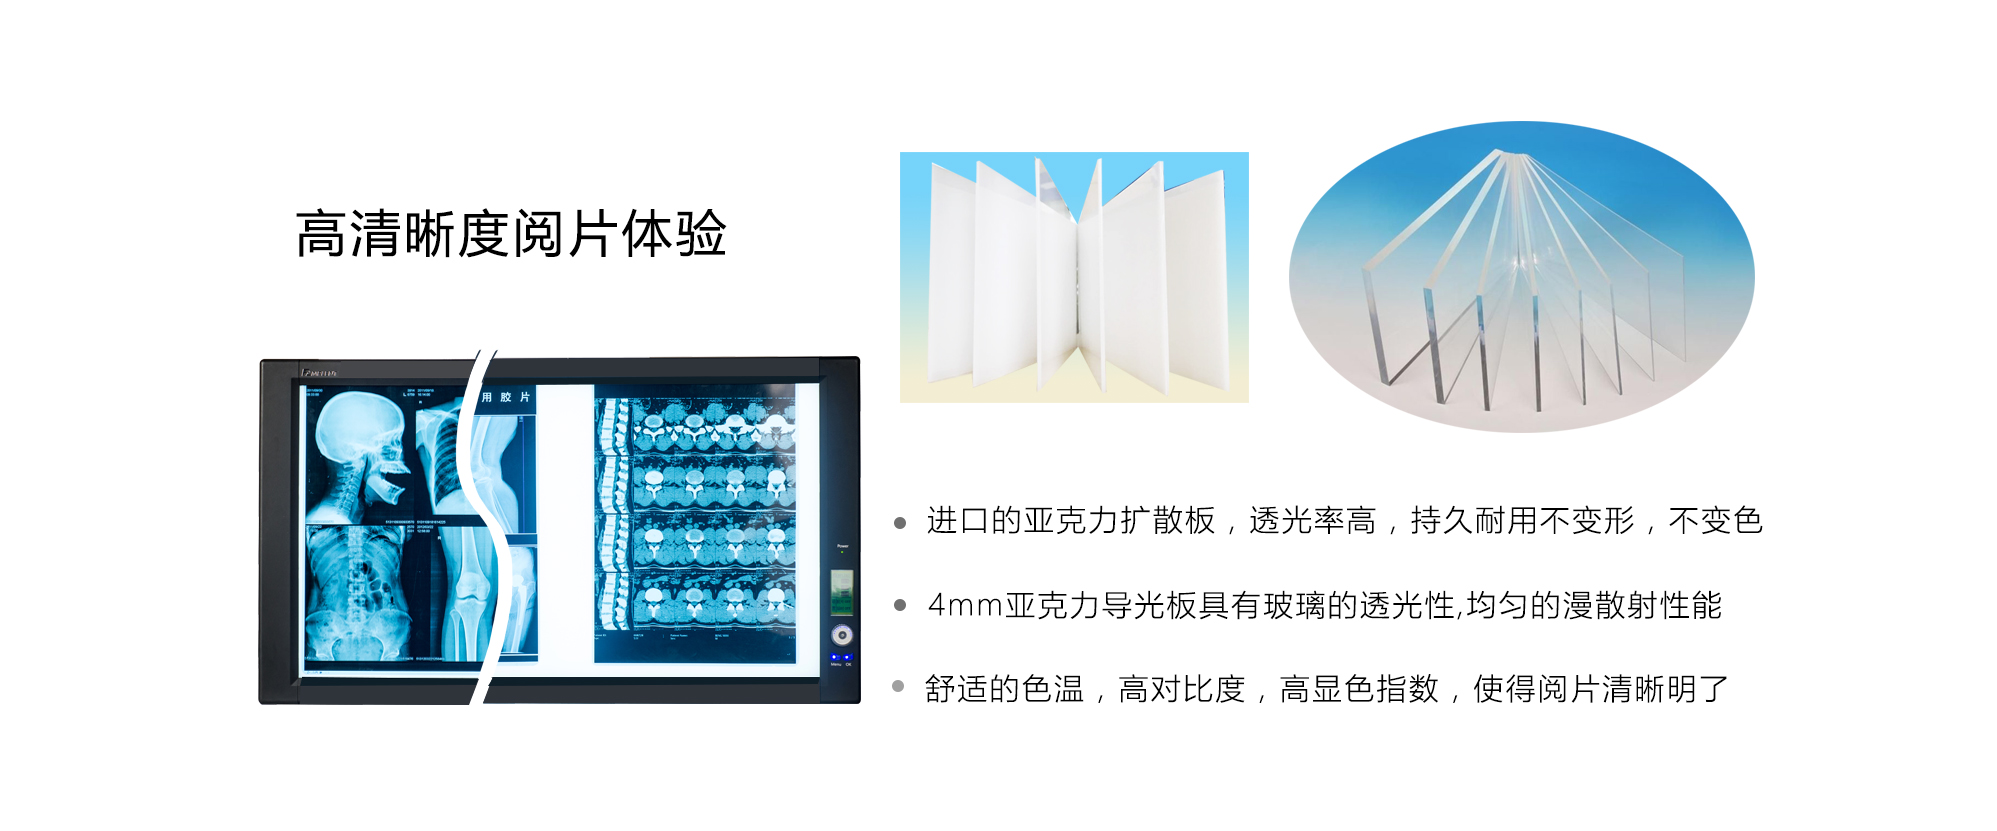 高清晰度阅片体验
用胶片
Power
Menu OK
进口的亚克力扩散板，透光率高，持久耐用不变形，不变色
4mm亚克力导光板具有玻璃的透光性,均匀的漫散射性能
舒适的色温，高对比度，高显色指数，使得阅片清晰明了